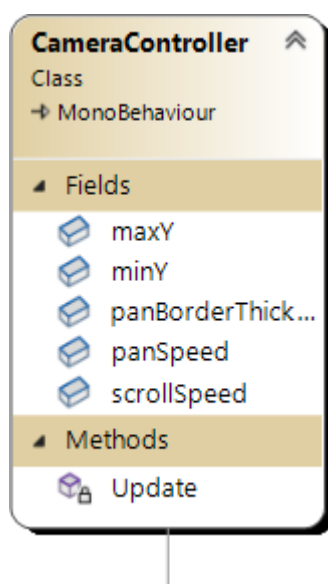 CameraController
Class
MonoBehaviour
Fields
maxY
minY
panBorderThick...
panSpeed
scrollSpeed
Methods
Update